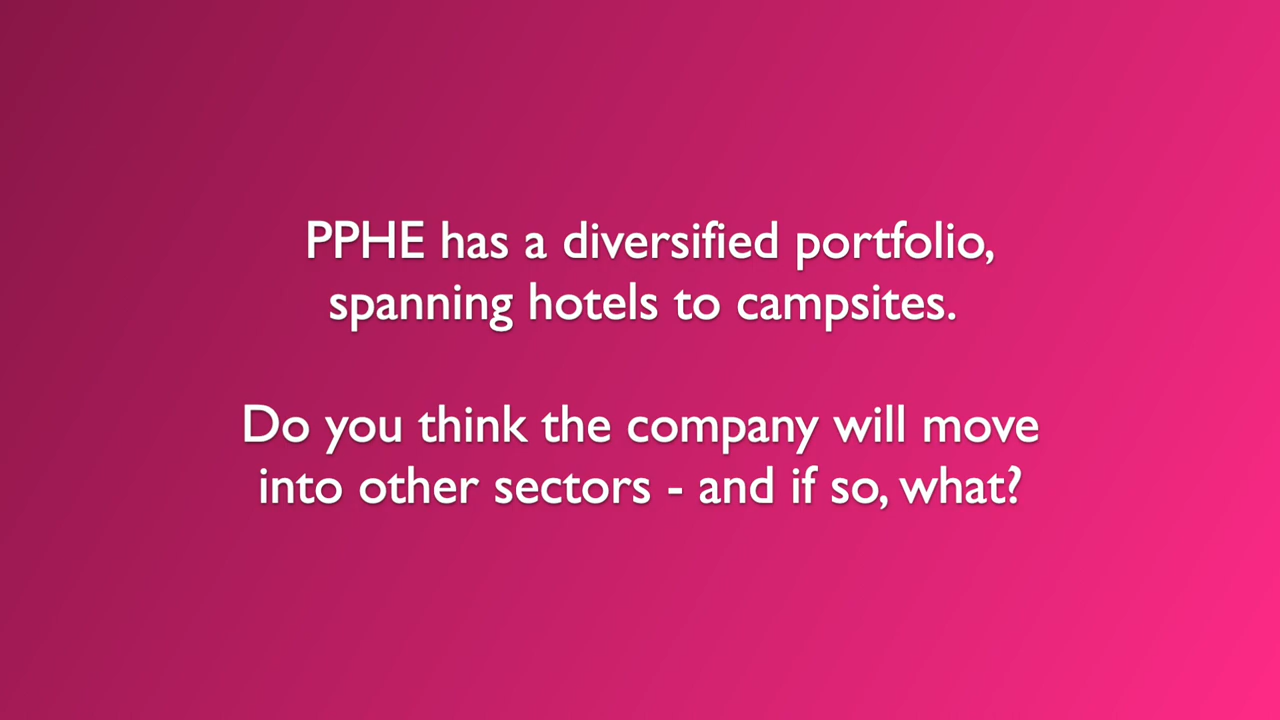 PPHE has a diversified portfolio,
spanning hotels to campsites.
Do you think the company will move
into other sectors - and if so, what?